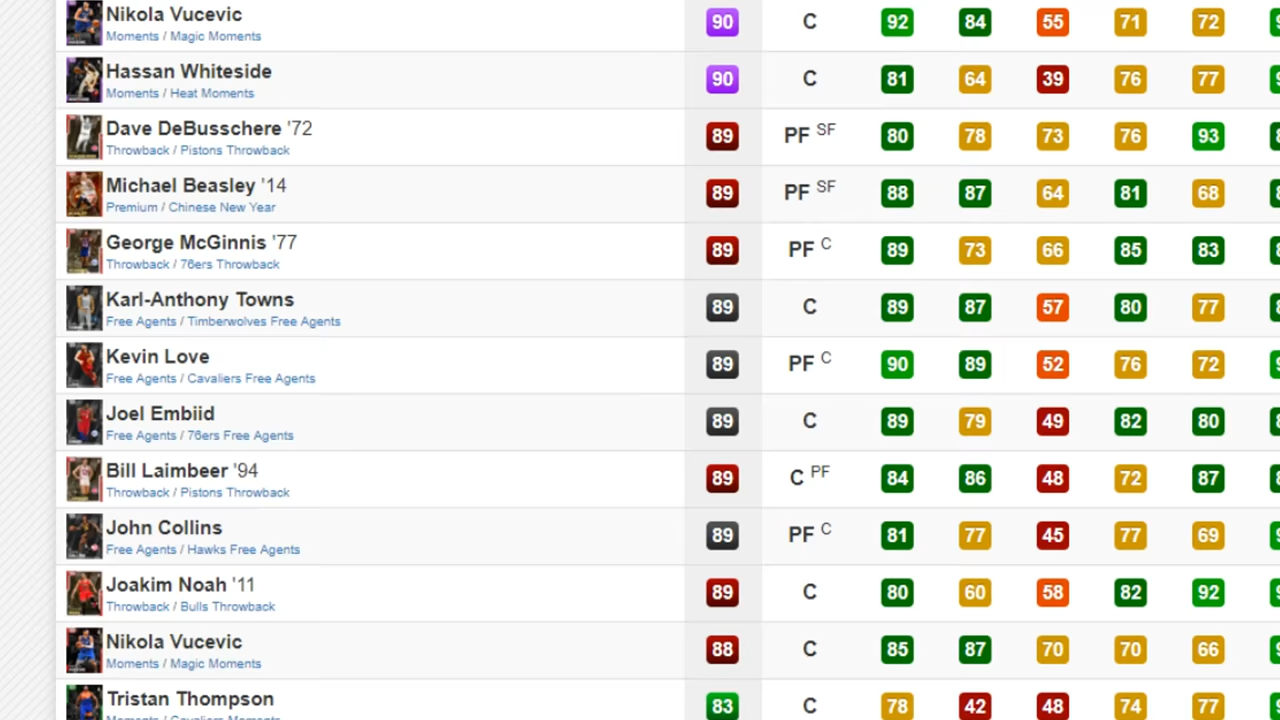 Nikola Vucevic 90 C 92 84 55 71 72
Moments / Magic Moments
Hassan Whiteside 90 C 81 64 39 76 77
Moments / Heat Moments
Dave DeBusschere '72 89 PF SF 80 78 73 76 93
Throwback / Pistons Throwback
Michael Beasley '14 89 PF SF 88 87 64 81 68
Premium / Chinese New Year
George McGinnis '77 89 PF C 89 73 66 85 83
Throwback / 76ers Throwback
Karl-Anthony Towns 89 C 89 87 57 80 77
Free Agents / Timberwolves Free Agents
Kevin Love 89 PF C 90 89 52 76 72
Free Agents / Cavaliers Free Agents
Joel Embiid 89 C 89 79 49 82 80
Free Agents / 76ers Free Agents
Bill Laimbeer '94 89 C PF 84 86 48 72 87
Throwback / Pistons Throwback
John Collins 89 PF C 81 77 45 77 69
Free Agents / Hawks Free Agents
Joakim Noah '11 89 C 80 60 58 82 92
Throwback / Bulls Throwback
Nikola Vucevic 88 C 85 87 70 70 66
Moments / Magic Moments
Tristan Thompson 83 C 78 42 48 74 77
Moments / Cavaliers Moments